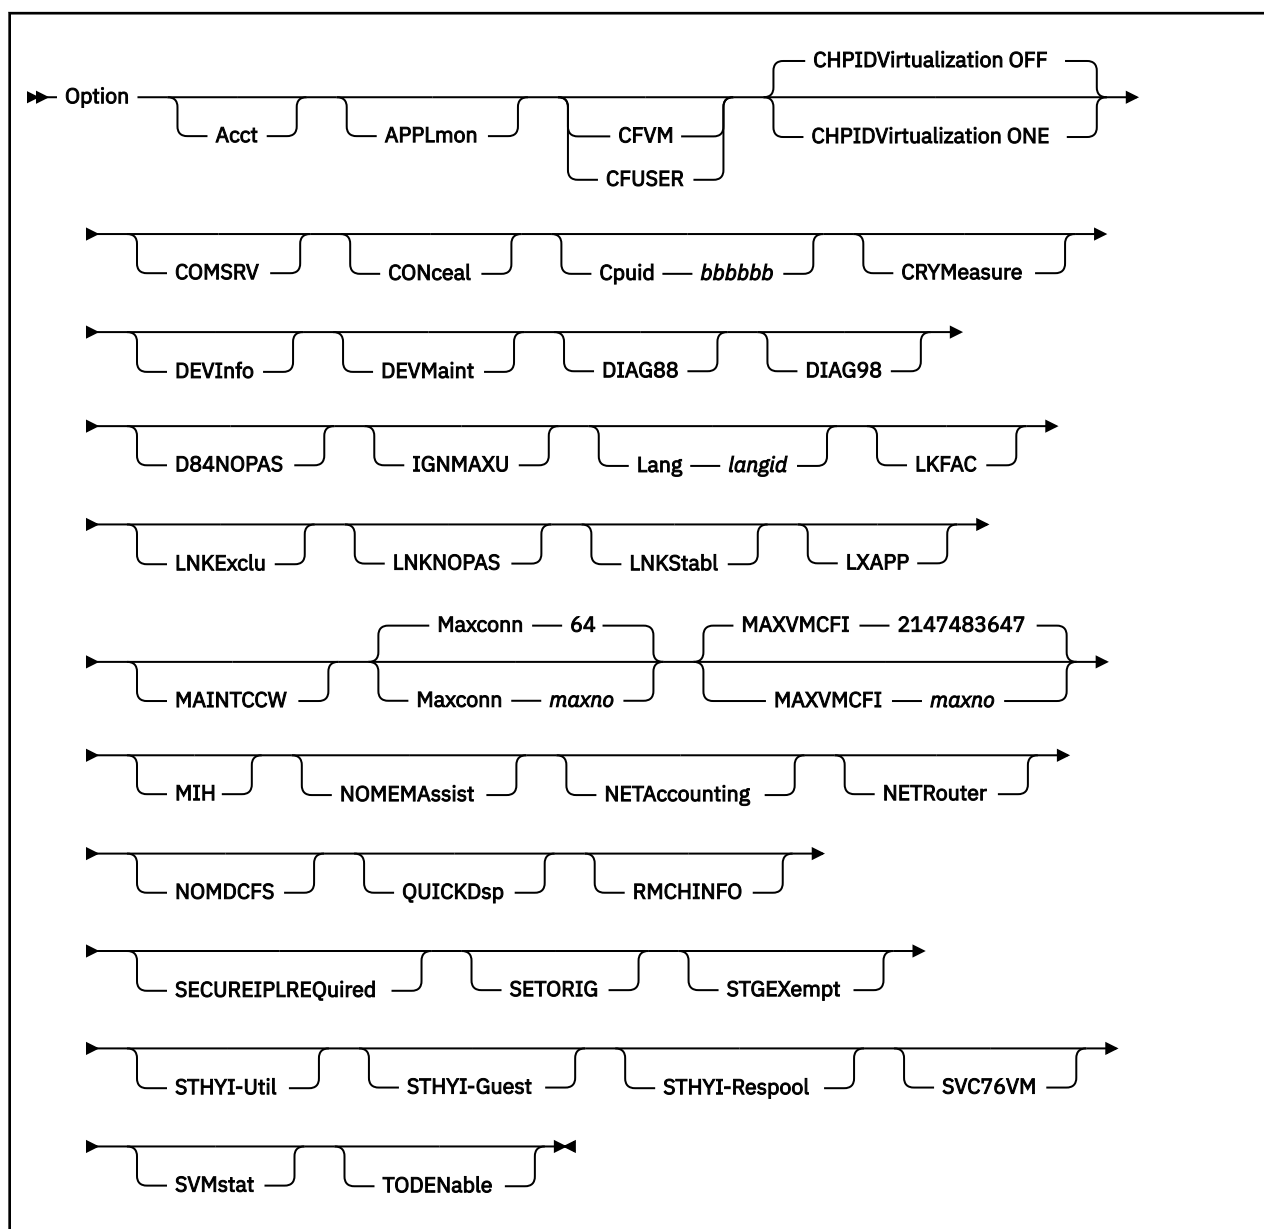 CHPIDVirtualization OFF
Option
Acct APPLmon CFVM CHPIDVirtualization ONE
CFUSER
COMSRV CONceal Cpuid bbbbbb CRYMeasure
DEVInfo DEVMaint DIAG88 DIAG98
D84NOPAS IGNMAXU Lang langid LKFAC
LNKExclu LNKNOPAS LNKStabl LXAPP
Maxconn 64 MAXVMCFI 2147483647
MAINTCCW Maxconn maxno MAXVMCFI maxno
MIH NOMEMAssist NETAccounting NETRouter
NOMDCFS QUICKDsp RMCHINFO
SECUREIPLREQuired SETORIG STGEXempt
STHYI-Util STHYI-Guest STHYI-Respool SVC76VM
SVMstat TODENable